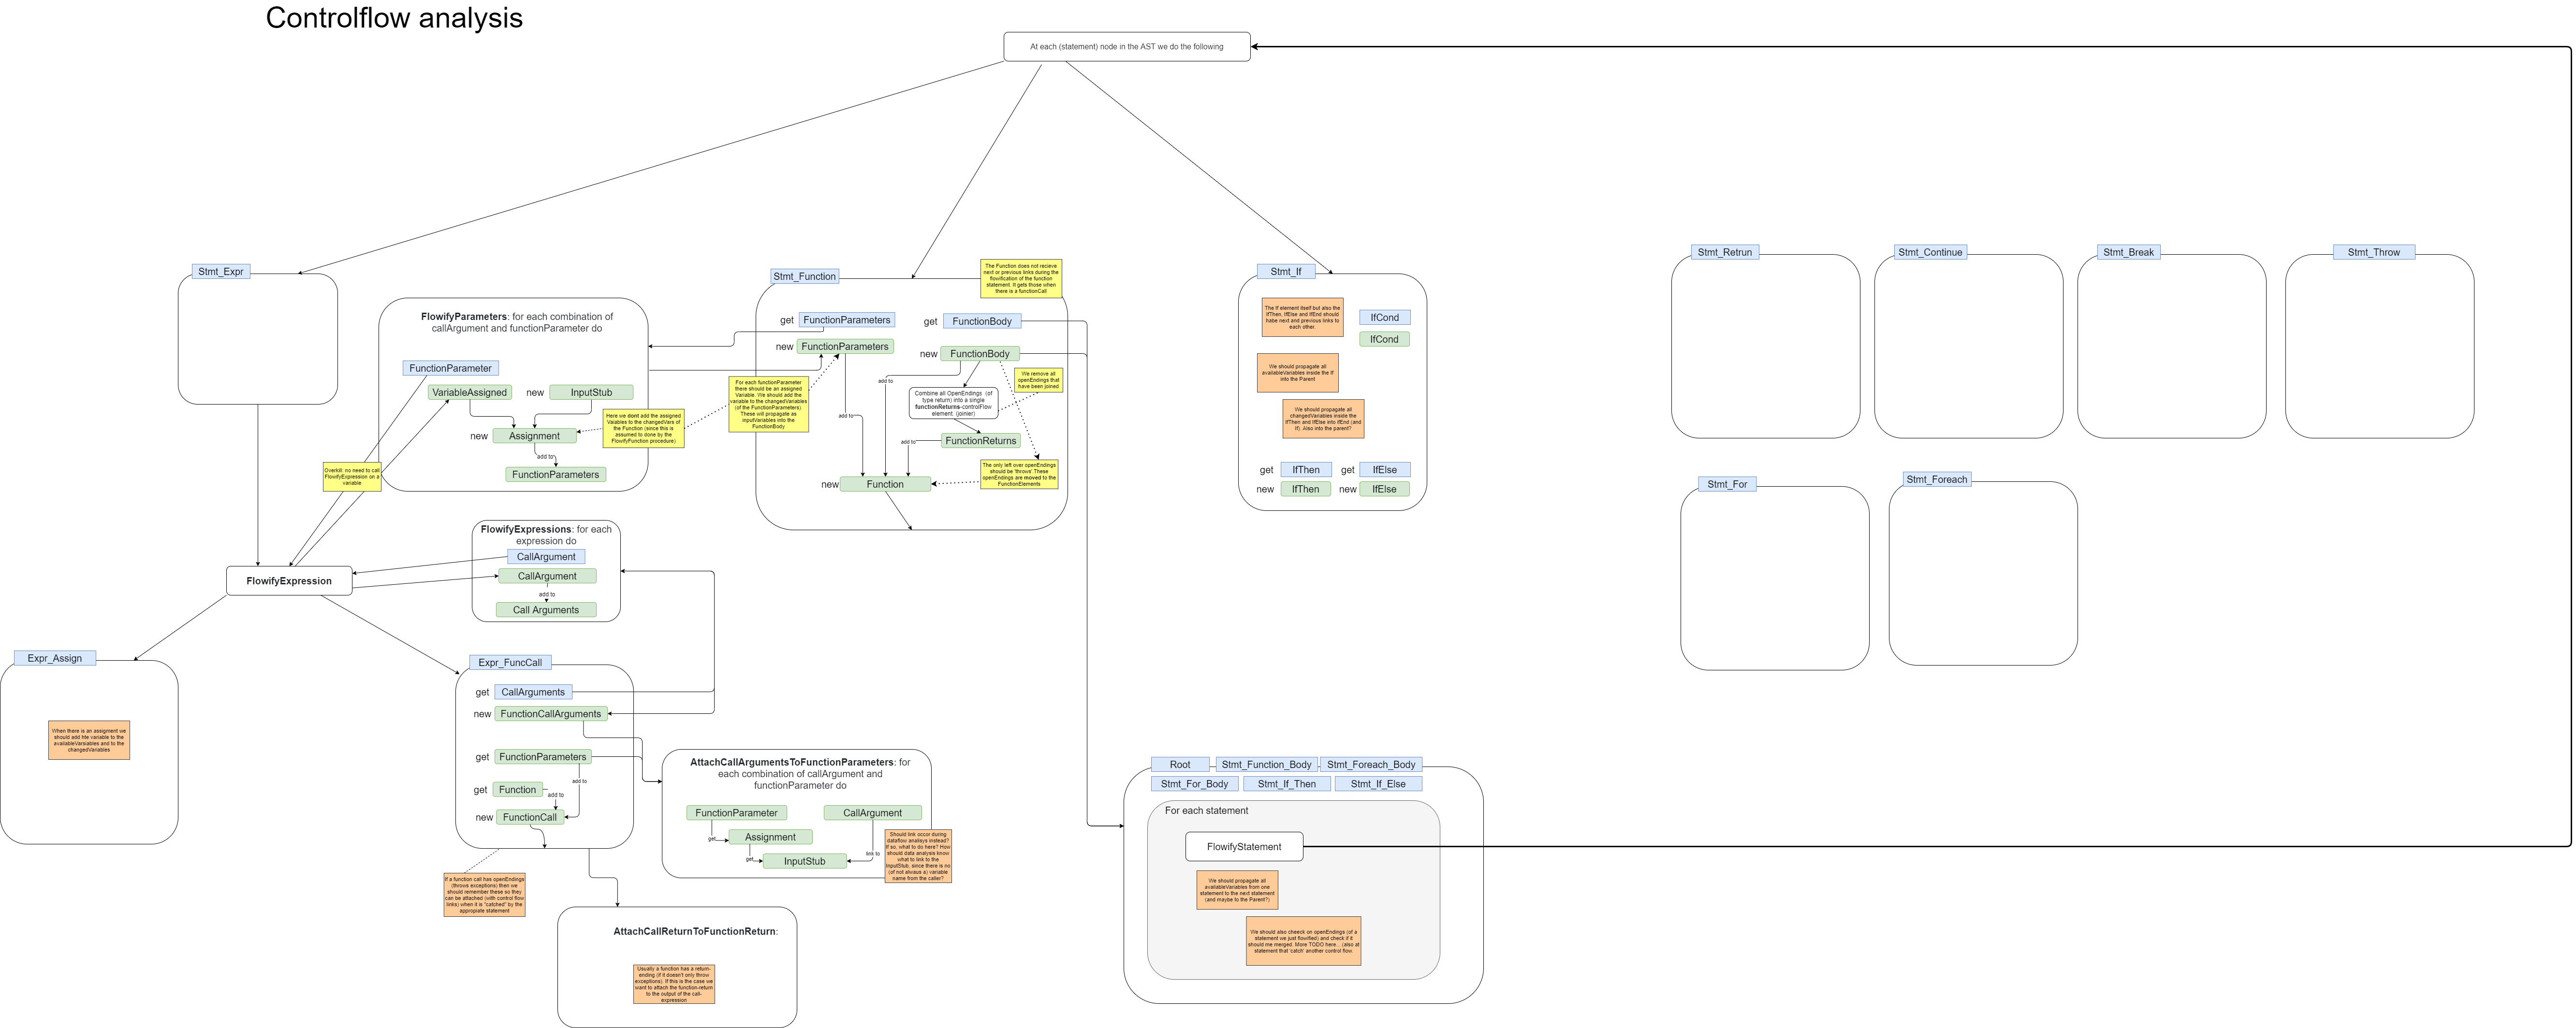 Controlflow analysis
At each (statement) node in the AST we do the following
Stmt_Expr
FlowifyParameters: for each combination of
callArgument and functionParameter do
FunctionParameter
VariableAssigned
new
InputStub
new
Assignment
add to
FunctionParameters
Overkill: no need to call
FlowifyExpression on a
variable
Here we dont add the assigned
Vaiables to the changedVars of
the Function (since this is
assumed to done by the
FlowifyFunction procedure)
Stmt_Function
The Function does not recieve
next or previous links during the
flowification of the function
statement. It gets those when
there is a functionCall
get
FunctionParameters
get
FunctionBody
new
FunctionParameters
new
FunctionBody
For each functionParameter
there should be an assigned
Variable. We should add the
variable to the changedVariables
(of the FunctionParameters).
These will propagate as
inputVariables into the
FunctionBody
add to
add to
We remove all
openEndings that
have been joined
Combine all OpenEndings (of
type return) into a single
functionReturns-controlFlow
element. (joinier)
add to
FunctionReturns
The only left over openEndings
should be 'throws'.These
openEndings are moved to the
FunctionElements
new
Function
Stmt_If
The If element itself but also the
IfThen, IfElse and IfEnd should
habe next and previous links to
each other.
IfCond
IfCond
We should propagate all
availableVariables inside the If
into the Parent
We should propagate all
changedVariables inside the
IfThen and IfElse into IfEnd (and
If). Also into the parent?
get
IfThen
get
IfElse
new
IfThen
new
IfElse
Stmt_Retrun
Stmt_Continue
Stmt_Break
Stmt_Throw
Stmt_For
Stmt_Foreach
FlowifyExpressions: for each
expression do
CallArgument
CallArgument
add to
Call Arguments
FlowifyExpression
Expr_Assign
When there is an assigment we
should add hte variable to the
availableVarsiables and to the
changedVariables
Expr_FuncCall
get
CallArguments
new
FunctionCallArguments
get
FunctionParameters
add to
get
Function
add to
new
FunctionCall
If a function call has openEndings
(throws exceptions) then we
should remember these so they
can be attached (with control flow
links) when it is "catched" by the
appropiate statement
AttachCallArgumentsToFunctionParameters: for
each combination of callArgument and
functionParameter do
FunctionParameter
CallArgument
get
Assignment
get
InputStub
link to
Should link occor during
dataflow analisys instead?
If so, what to do here? How
should data analysis know
what to link to the
InputStub, since there is no
(of not alwaus a) variable
name from the caller?
AttachCallReturnToFunctionReturn:
Usually a function has a return-
ending (if it doesn't only throw
exceptions). If this is the case we
want to attach the function-return
to the output of the call-
expression
Root
Stmt_Function_Body
Stmt_Foreach_Body
Stmt_For_Body
Stmt_If_Then
Stmt_If_Else
For each statement
FlowifyStatement
We should propagate all
availableVariables from one
statement to the next statement
(and maybe to the Parent?)
We should also cheeck on openEndings (of a
statement we just flowified) and check if it
should me merged. More TODO here... (also at
statement that 'catch' another control flow.